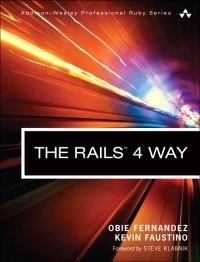 Addison-Wesley Professional Ruby Series
THE RAILS™ 4 WAY
OBIE FERNANDEZ
KEVIN FAUSTINO
Foreword by STEVE KLABNIK